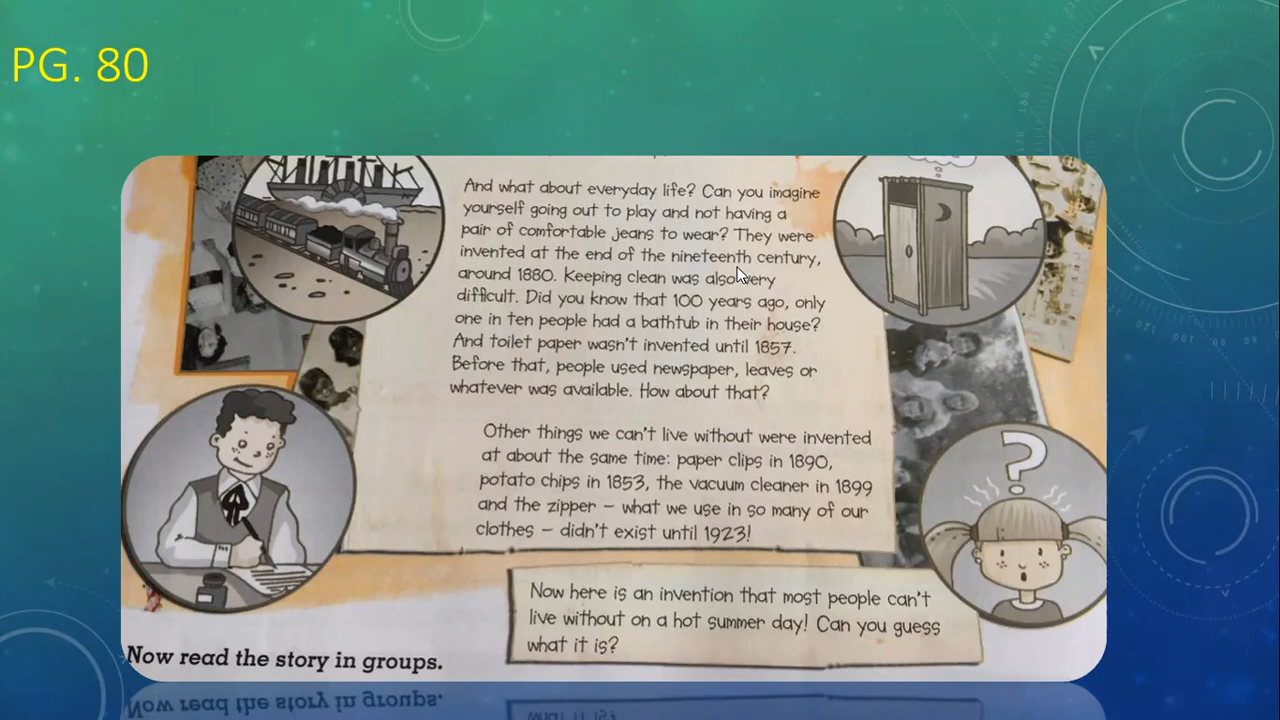 PG. 80
And what about everyday life? Can you imagine
yourself going out to play and not having a
pair of comfortable jeans to wear? They were
invented at the end of the nineteenth century,
around 1880. Keeping clean was also very
difficult. Did you know that 100 years ago, only
one in ten people had a bathtub in their house?
And toilet paper wasn't invented until 1857.
Before that, people used newspaper, leaves or
whatever was available. How about that?
Other things we can't live without were invented
at about the same time: paper clips in 1890,
potato chips in 1853, the vacuum cleaner in 1899
and the zipper – what we use in so many of our
clothes – didn't exist until 1923!
?
Now here is an invention that most people can't
live without on a hot summer day! Can you guess
what it is?
Now read the story in groups.